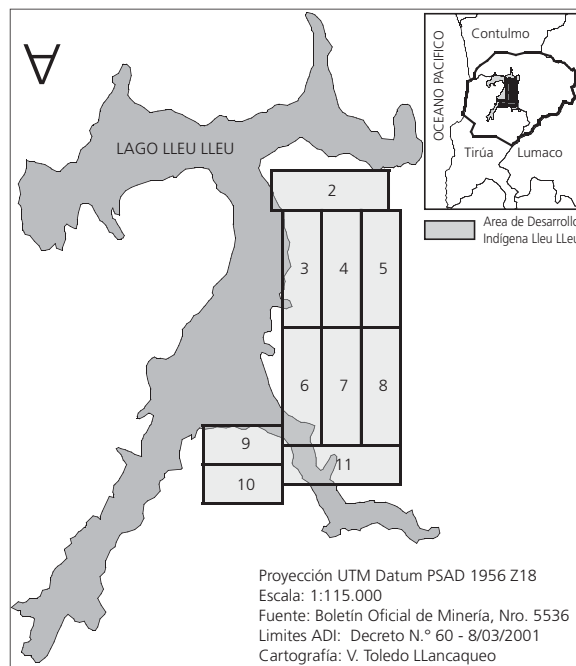 Contulmo
OCEANO PACIFICO
Tirúa
Lumaco
Area de Desarrollo
Indígena Lleu LLeu
LAGO LLEU LLEU
2
3
4
5
6
7
8
9
10
11
Proyección UTM Datum PSAD 1956 Z18
Escala: 1:115.000
Fuente: Boletín Oficial de Minería, Nro. 5536
Limites ADI: Decreto N.° 60 - 8/03/2001
Cartografía: V. Toledo LLancaqueo